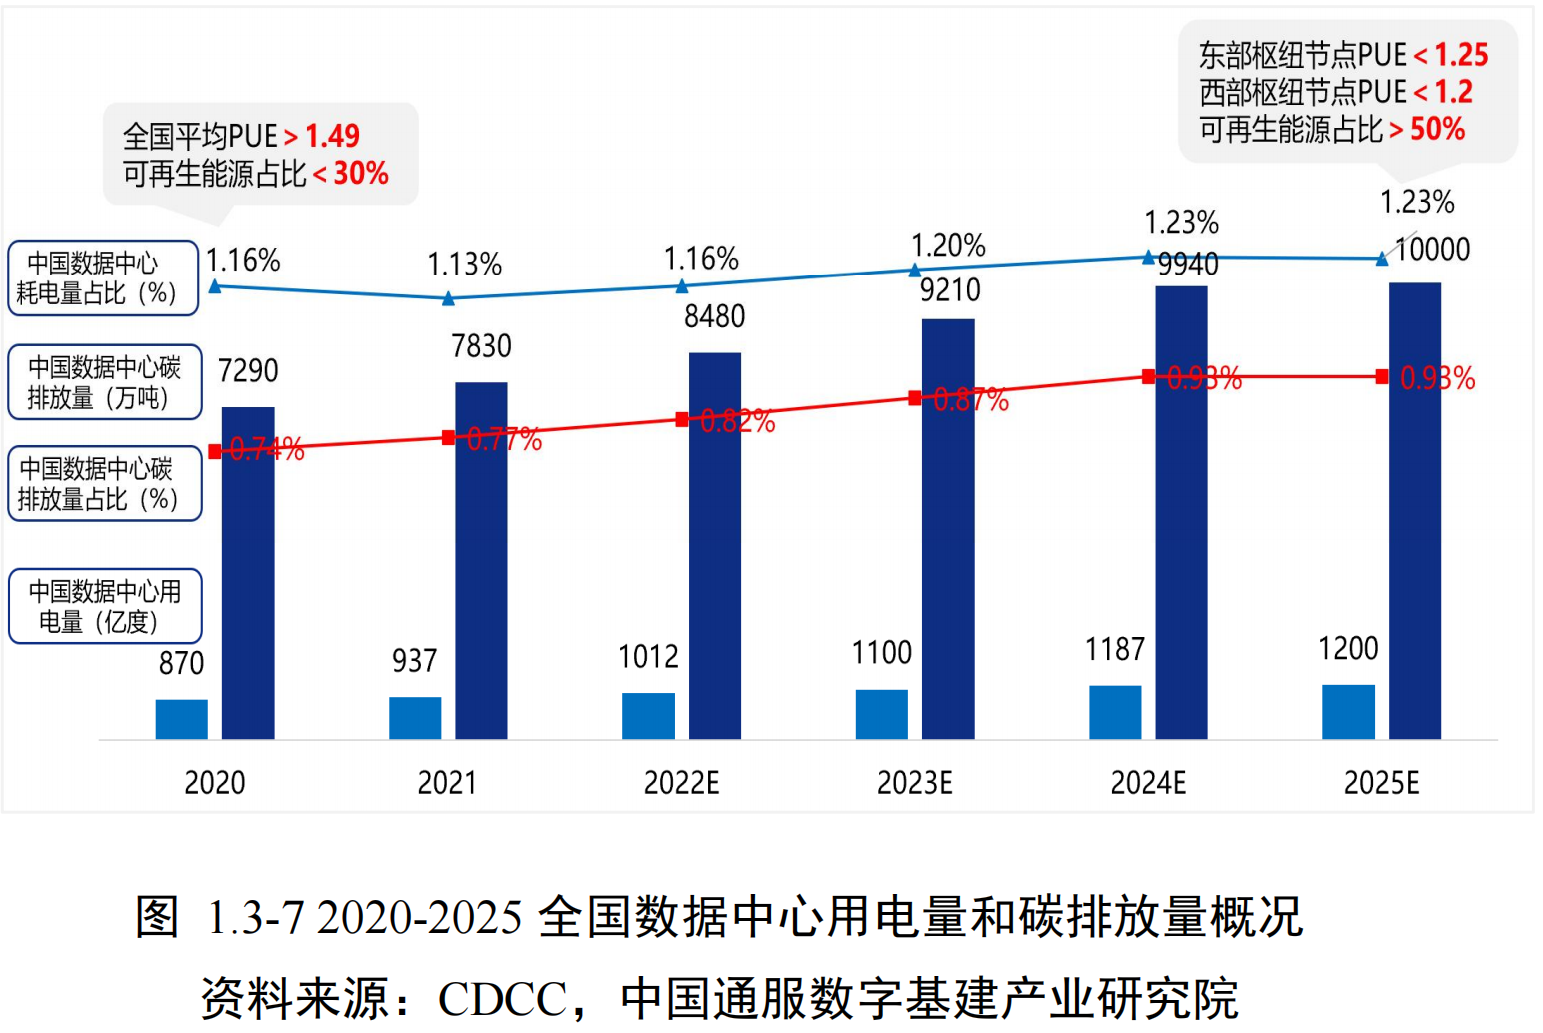 东部枢纽节点PUE＜1.25
西部枢纽节点PUE＜1.2
可再生能源占比＞50%
全国平均PUE＞1.49
可再生能源占比＜30%
中国数据中心
耗电量占比（%）
1.16%
1.13%
1.16%
1.20%
1.23%
1.23%
中国数据中心碳
排放量（万吨）
7290
7830
8480
9210
9940
10000
中国数据中心碳
排放量占比（%）
0.74%
0.77%
0.82%
0.87%
0.93%
0.93%
中国数据中心用
电量（亿度）
870
937
1012
1100
1187
1200
2020
2021
2022E
2023E
2024E
2025E
图 1.3-7 2020-2025 全国数据中心用电量和碳排放量概况
资料来源：CDCC，中国通服数字基建产业研究院